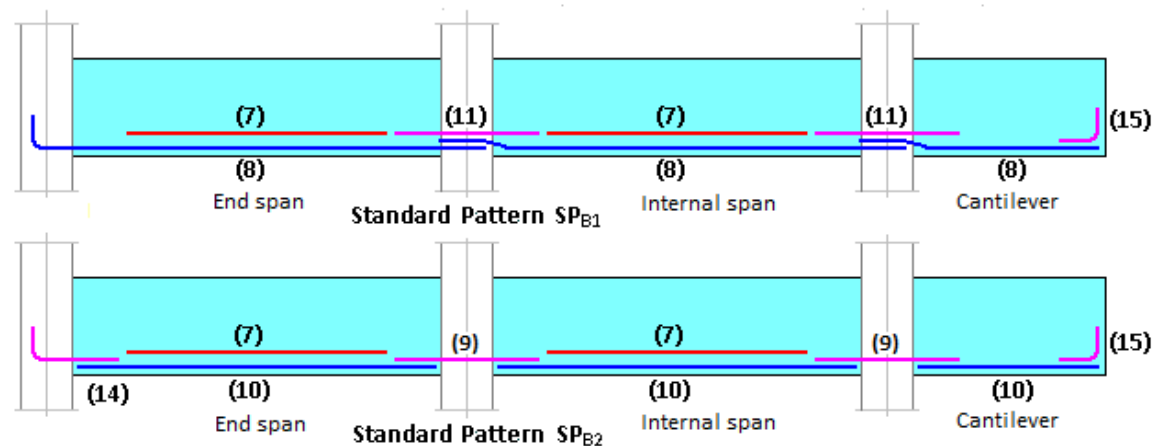 (7) (11) (7) (11) (15)
(8) (8) (8)
End span Internal span Cantilever
Standard Pattern SPB1
(7) (9) (7) (9) (15)
(14) (10) (10) (10)
End span Internal span Cantilever
Standard Pattern SPB2